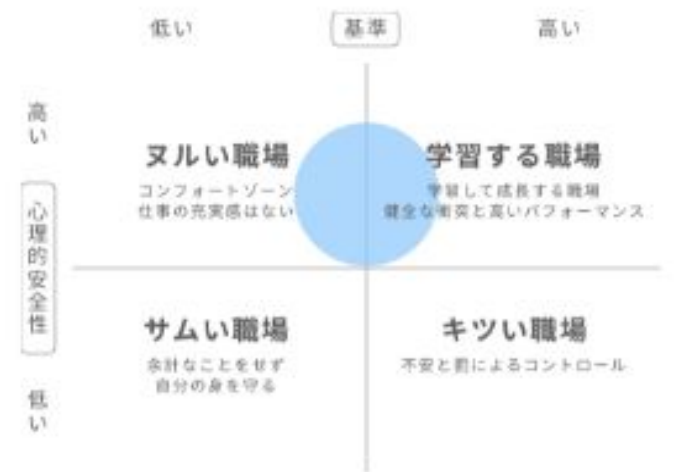 低い
基準
高い
高い
心理的安全性
低い
ヌルい職場
コンフォートゾーン
仕事の充実感はない
学習する職場
学習して成長する職場
健全な衝突と高いパフォーマンス
サムい職場
余計なことをせず
自分の身を守る
キツい職場
不安と罰によるコントロール